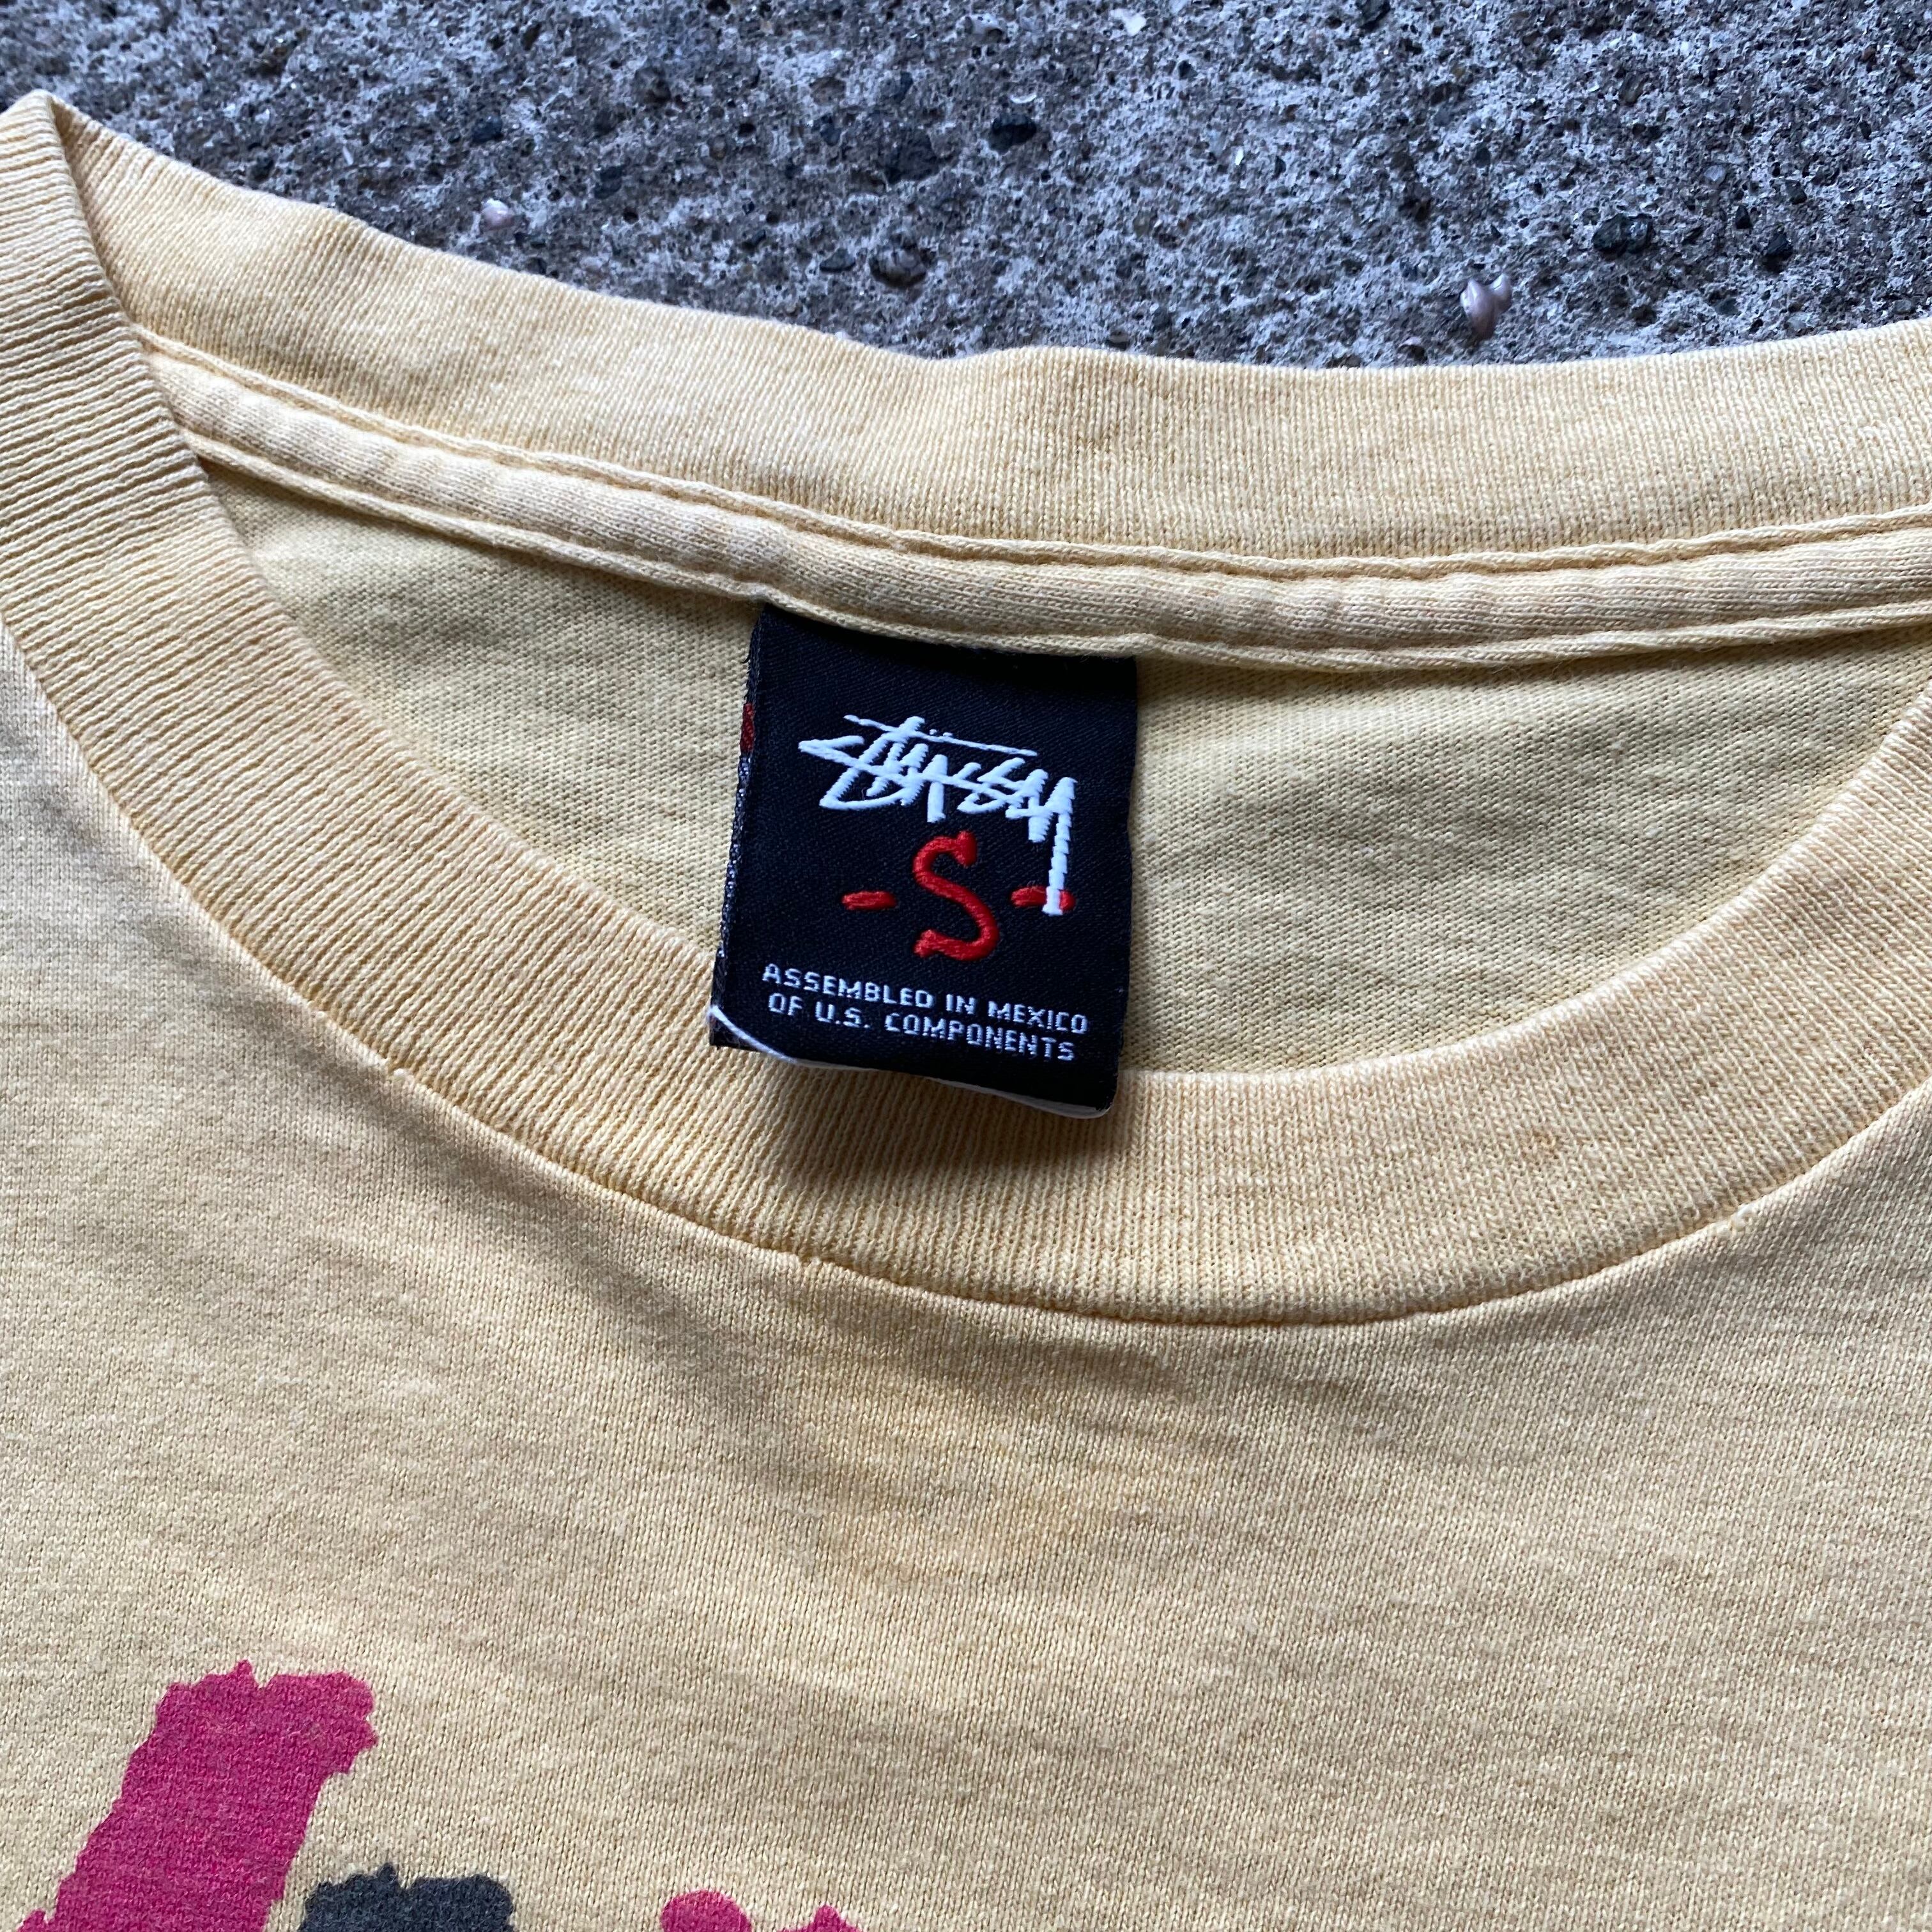 Stüssy
-S-
ASSEMBLED IN MEXICO
OF U.S. COMPONENTS